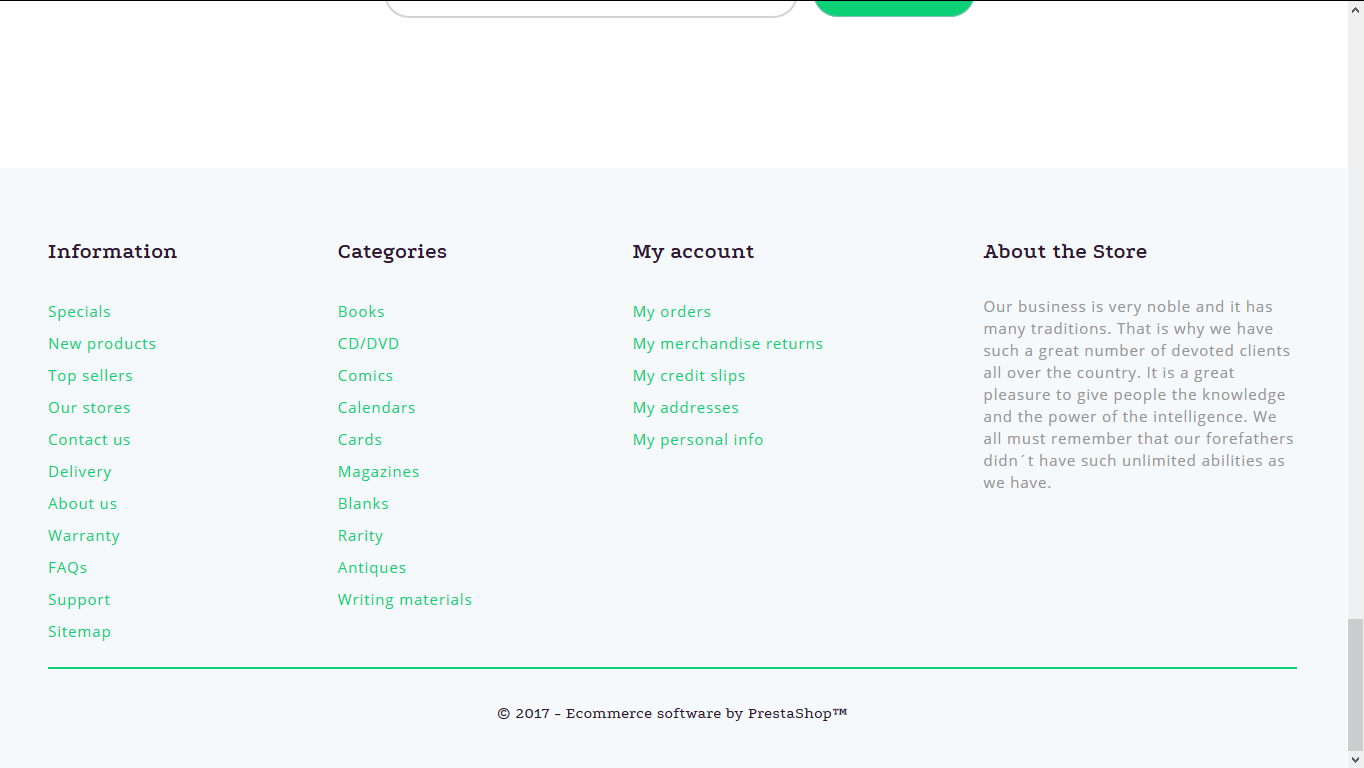 Information
Specials
New products
Top sellers
Our stores
Contact us
Delivery
About us
Warranty
FAQs
Support
Sitemap
Categories
Books
CD/DVD
Comics
Calendars
Cards
Magazines
Blanks
Rarity
Antiques
Writing materials
My account
My orders
My merchandise returns
My credit slips
My addresses
My personal info
About the Store
Our business is very noble and it has
many traditions. That is why we have
such a great number of devoted clients
all over the country. It is a great
pleasure to give people the knowledge
and the power of the intelligence. We
all must remember that our forefathers
didn´t have such unlimited abilities as
we have.
© 2017 - Ecommerce software by PrestaShop™